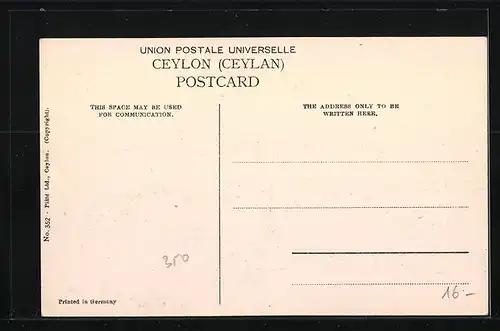 UNION POSTALE UNIVERSELLE
CEYLON (CEYLAN)
POSTCARD
THIS SPACE MAY BE USED
FOR COMMUNICATION.
THE ADDRESS ONLY TO BE
WRITTEN HERE.
No. 352 - Plâté Ltd., Ceylon. (Copyright).
350
16.-
Printed in Germany